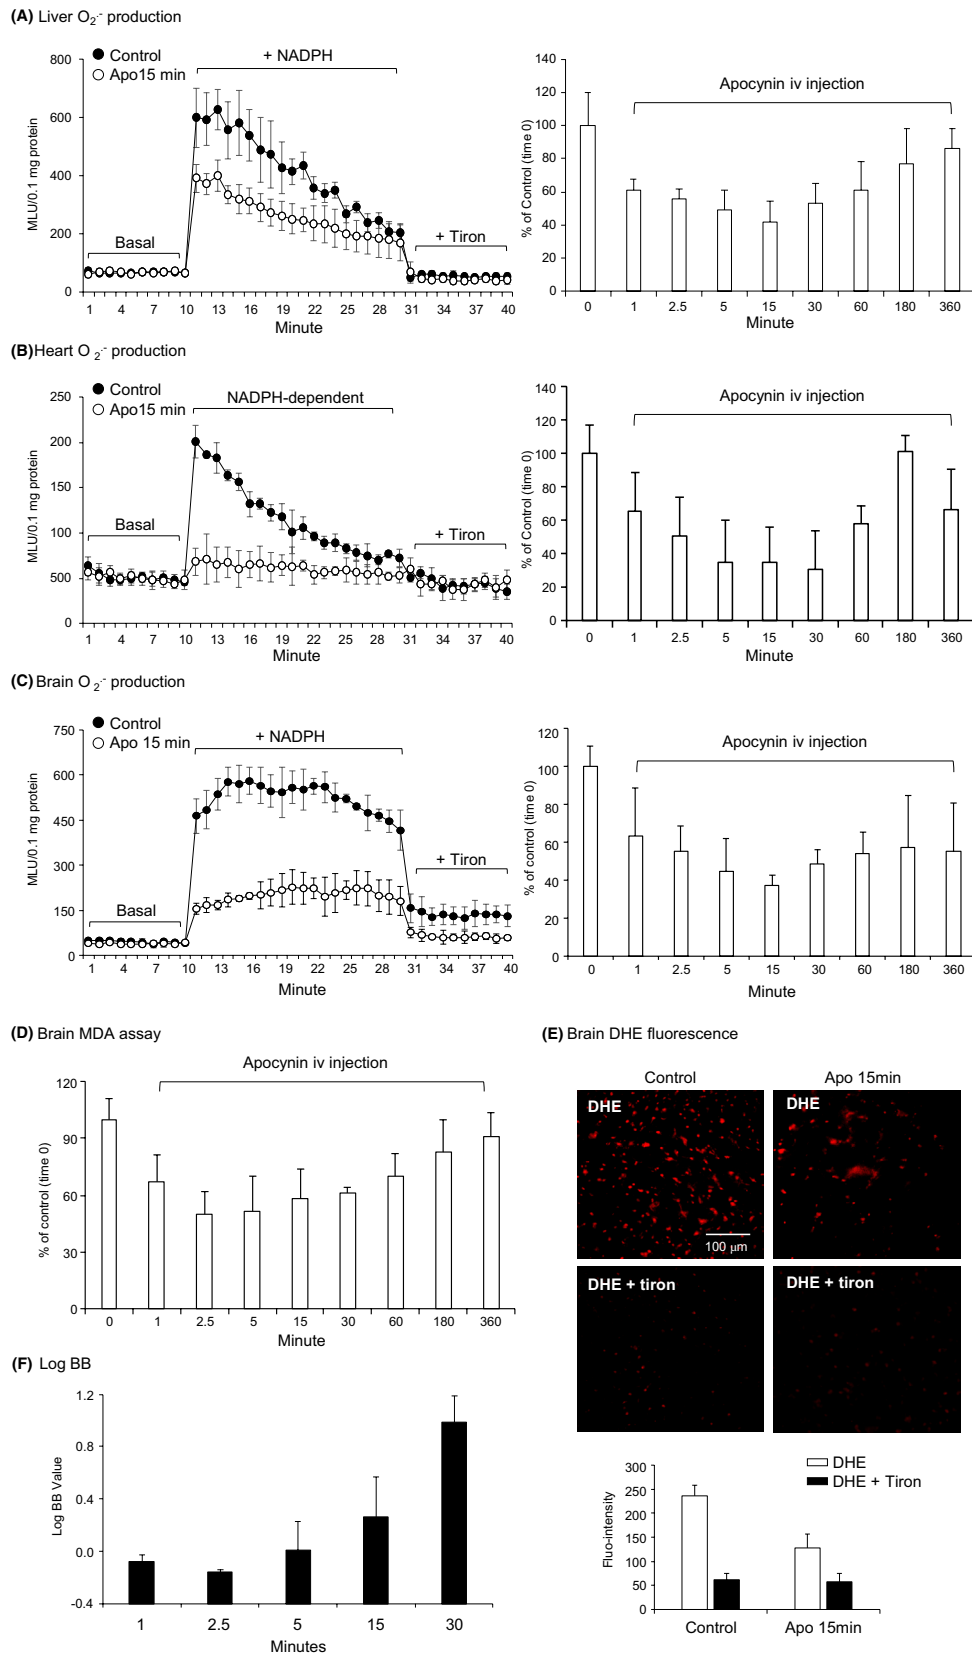 (A) Liver O2.- production
Control
Apo15 min
+ NADPH
Basal
+ Tiron
MLU/0.1 mg protein
800
600
400
200
0
1 4 7 10 13 16 19 22 25 28 31 34 37 40
Minute
Apocynin iv injection
% of Control (time 0)
140
120
100
80
60
40
20
0
0 1 2.5 5 15 30 60 180 360
Minute
(B)Heart O 2.- production
Control
Apo15 min
NADPH-dependent
Basal
+ Tiron
MLU/0.1 mg protein
250
200
150
100
500
0
1 4 7 10 13 16 19 22 25 28 31 34 37 40
Minute
Apocynin iv injection
% of Control (time 0)
140
120
100
80
60
40
20
0
0 1 2.5 5 15 30 60 180 360
Minute
(C) Brain O 2.- production
Control
Apo 15 min
+ NADPH
Basal
+ Tiron
MLU/0.1 mg protein
750
600
450
300
150
0
1 4 7 10 13 16 19 22 25 28 31 34 37 40
Minute
Apocynin iv injection
% of control (time 0)
120
100
80
60
40
20
0
0 1 2.5 5 15 30 60 180 360
Minute
(D) Brain MDA assay
Apocynin iv injection
% of control (time 0)
120
90
60
30
0
0 1 2.5 5 15 30 60 180 360
Minute
(E) Brain DHE fluorescence
Control Apo 15min
DHE DHE
100 µm
DHE + tiron DHE + tiron
DHE
DHE + Tiron
Fluo-intensity
300
250
200
150
100
50
0
Control Apo 15min
(F) Log BB
Log BB Value
1.2
0.8
0.4
0.0
-0.4
1 2.5 5 15 30
Minutes